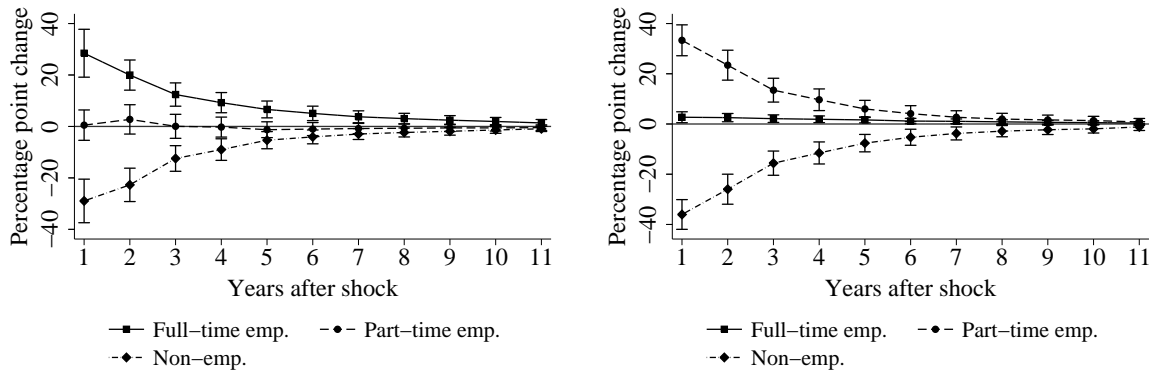 Percentage point change
40
20
0
−20
−40
1 2 3 4 5 6 7 8 9 10 11
Years after shock
Full−time emp. Part−time emp.
Non−emp.
Percentage point change
40
20
0
−20
−40
1 2 3 4 5 6 7 8 9 10 11
Years after shock
Full−time emp. Part−time emp.
Non−emp.